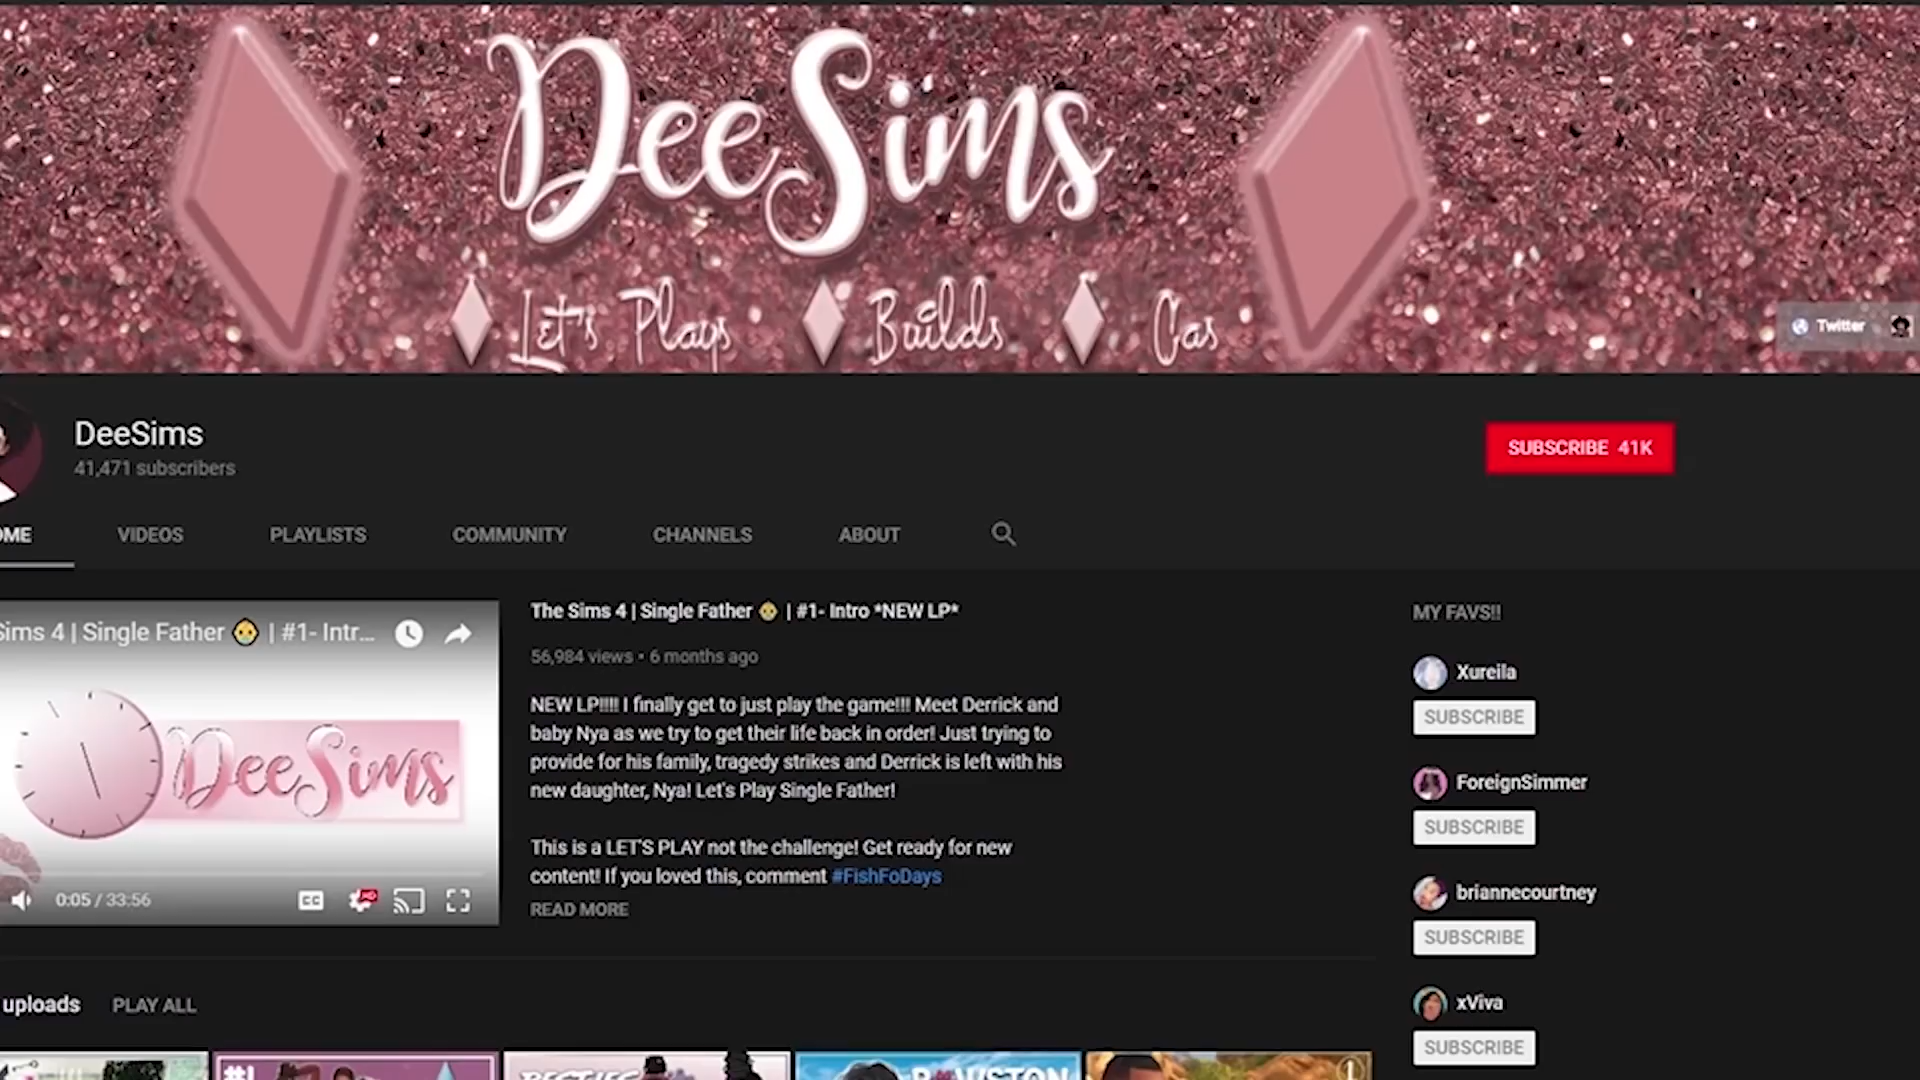 DeeSims
Let's Plays Builds Cas
Twitter
DeeSims
41,471 subscribers
SUBSCRIBE 41K
OME VIDEOS PLAYLISTS COMMUNITY CHANNELS ABOUT
Sims 4 | Single Father 👶 | #1- Intr...
DeeSims
0:05 / 33:56
CC
HD
The Sims 4 | Single Father 👶 | #1- Intro *NEW LP*
56,984 views • 6 months ago
NEW LP!!!! I finally get to just play the game!!! Meet Derrick and
baby Nya as we try to get their life back in order! Just trying to
provide for his family, tragedy strikes and Derrick is left with his
new daughter, Nya! Let's Play Single Father!
This is a LET'S PLAY not the challenge! Get ready for new
content! If you loved this, comment #FishFoDays
READ MORE
MY FAVS!!
Xureila
SUBSCRIBE
ForeignSimmer
SUBSCRIBE
briannecourtney
SUBSCRIBE
xViva
SUBSCRIBE
uploads PLAY ALL
#1
BESTIES